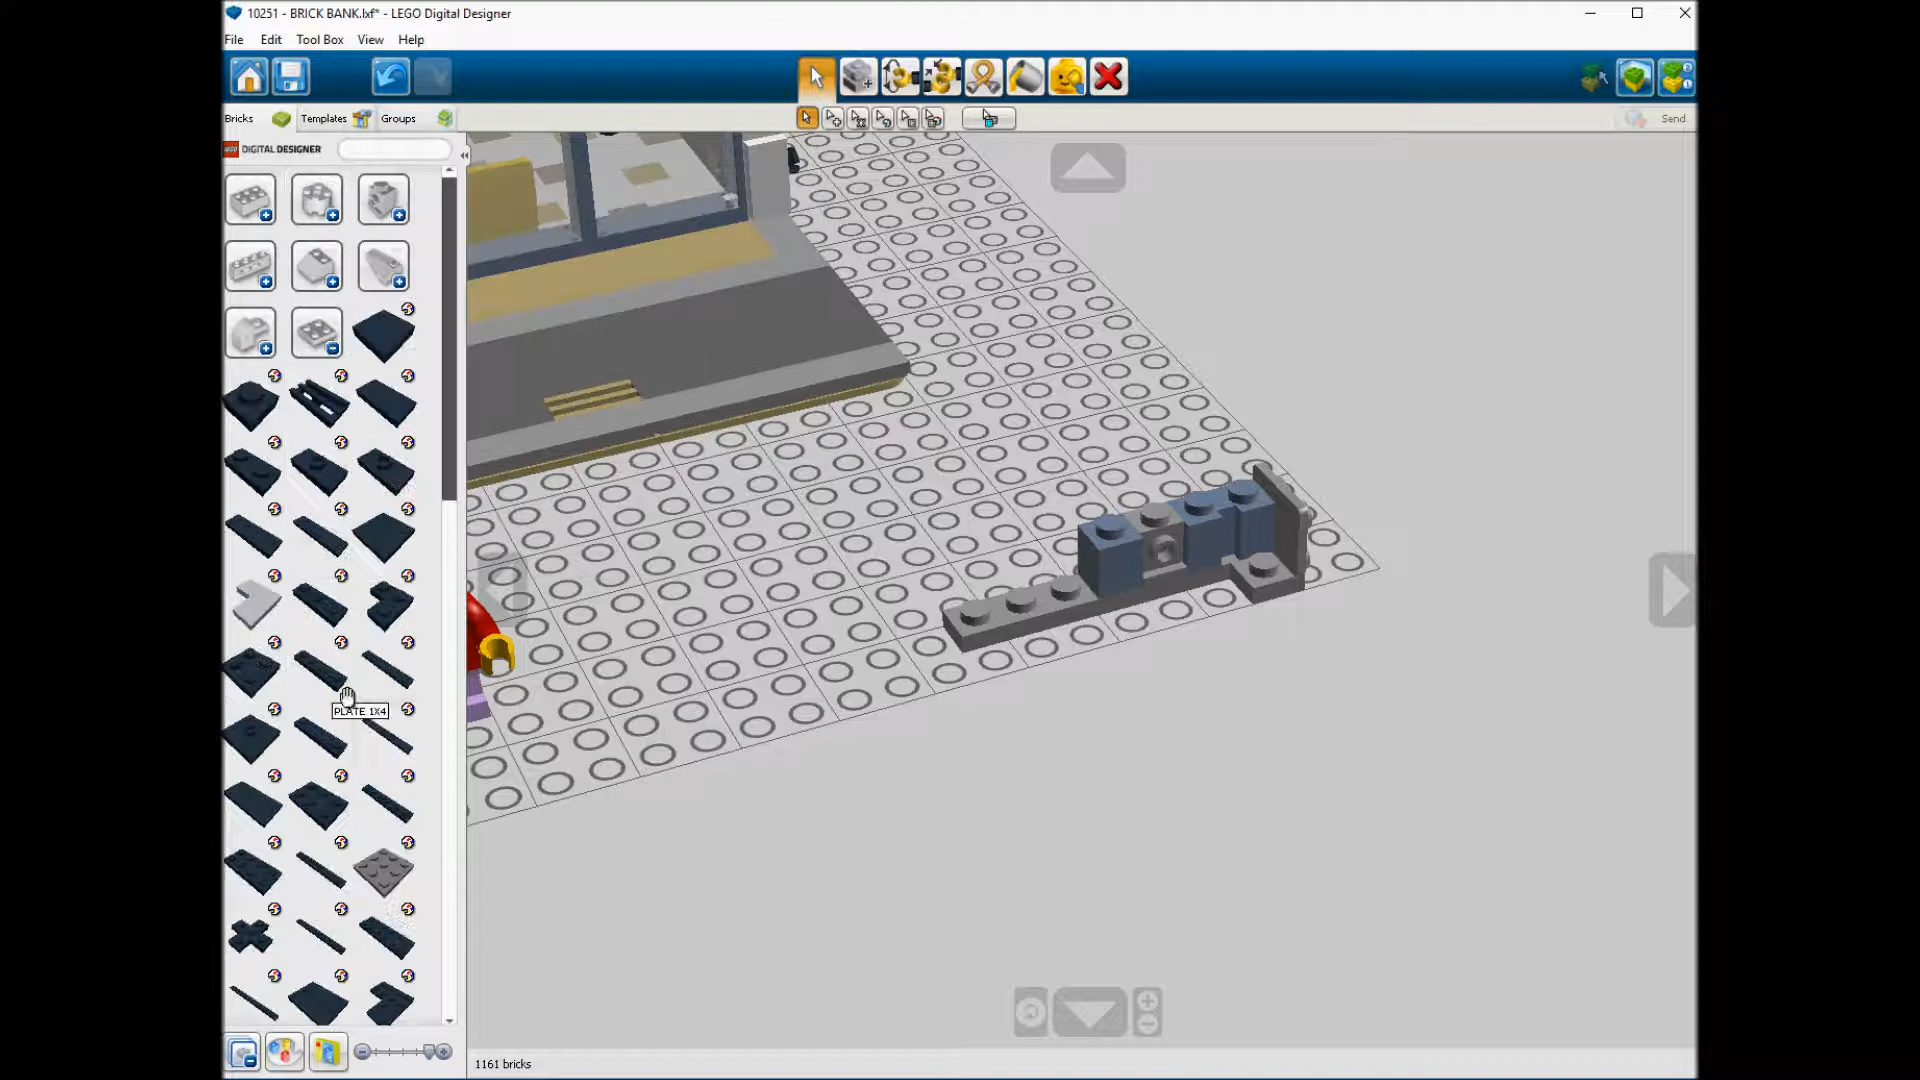 10251 - BRICK BANK.lxf* - LEGO Digital Designer
File Edit Tool Box View Help
Bricks Templates Groups Send
LEGO DIGITAL DESIGNER
PLATE 1X4
1161 bricks